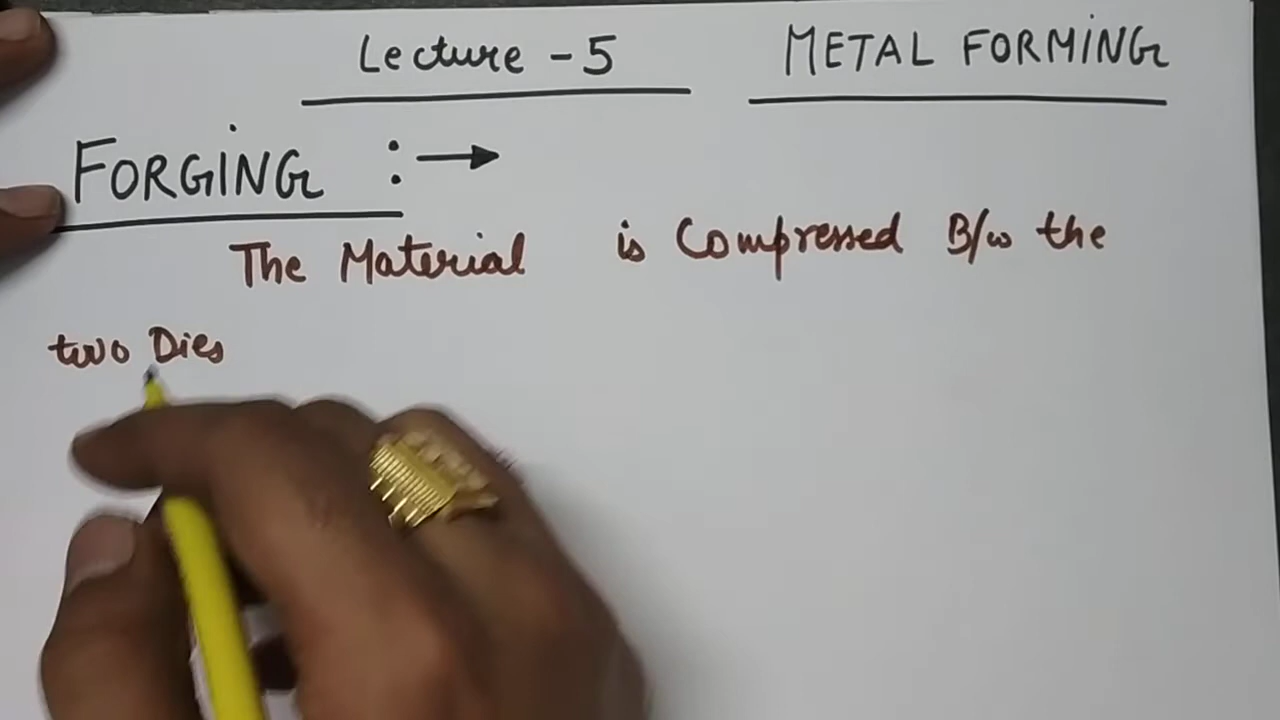 Lecture - 5 METAL FORMING
FORGING : →
The Material is Compressed B/w the
two Dies